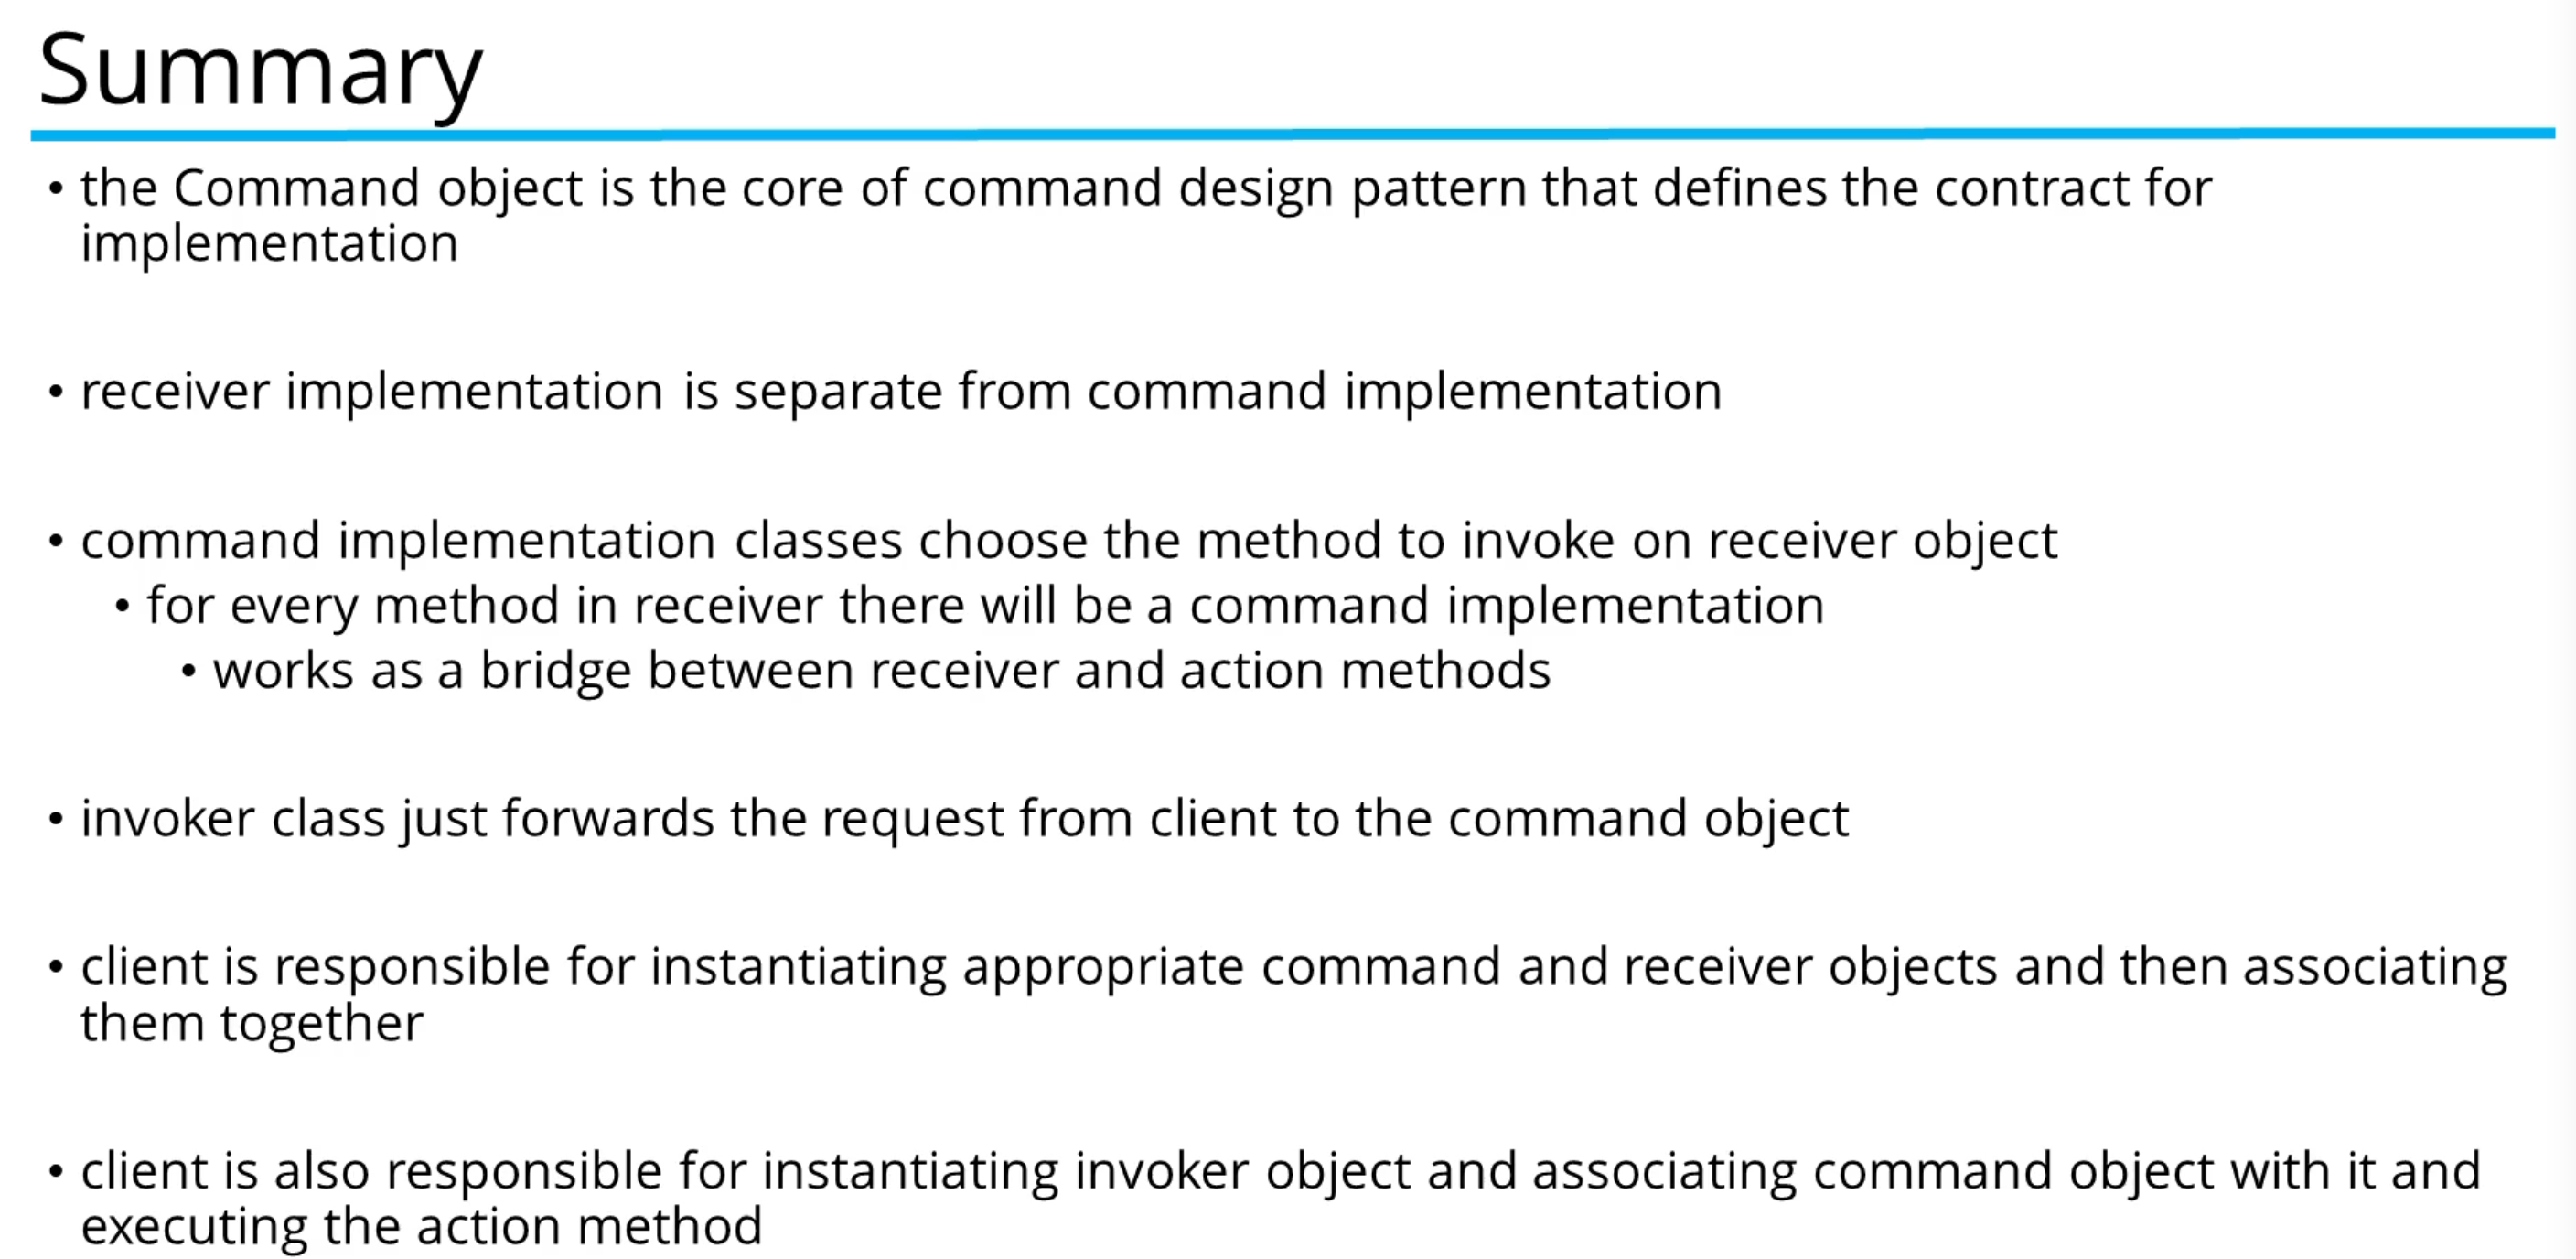 Summary
• the Command object is the core of command design pattern that defines the contract for
implementation
• receiver implementation is separate from command implementation
• command implementation classes choose the method to invoke on receiver object
• for every method in receiver there will be a command implementation
• works as a bridge between receiver and action methods
• invoker class just forwards the request from client to the command object
• client is responsible for instantiating appropriate command and receiver objects and then associating
them together
• client is also responsible for instantiating invoker object and associating command object with it and
executing the action method